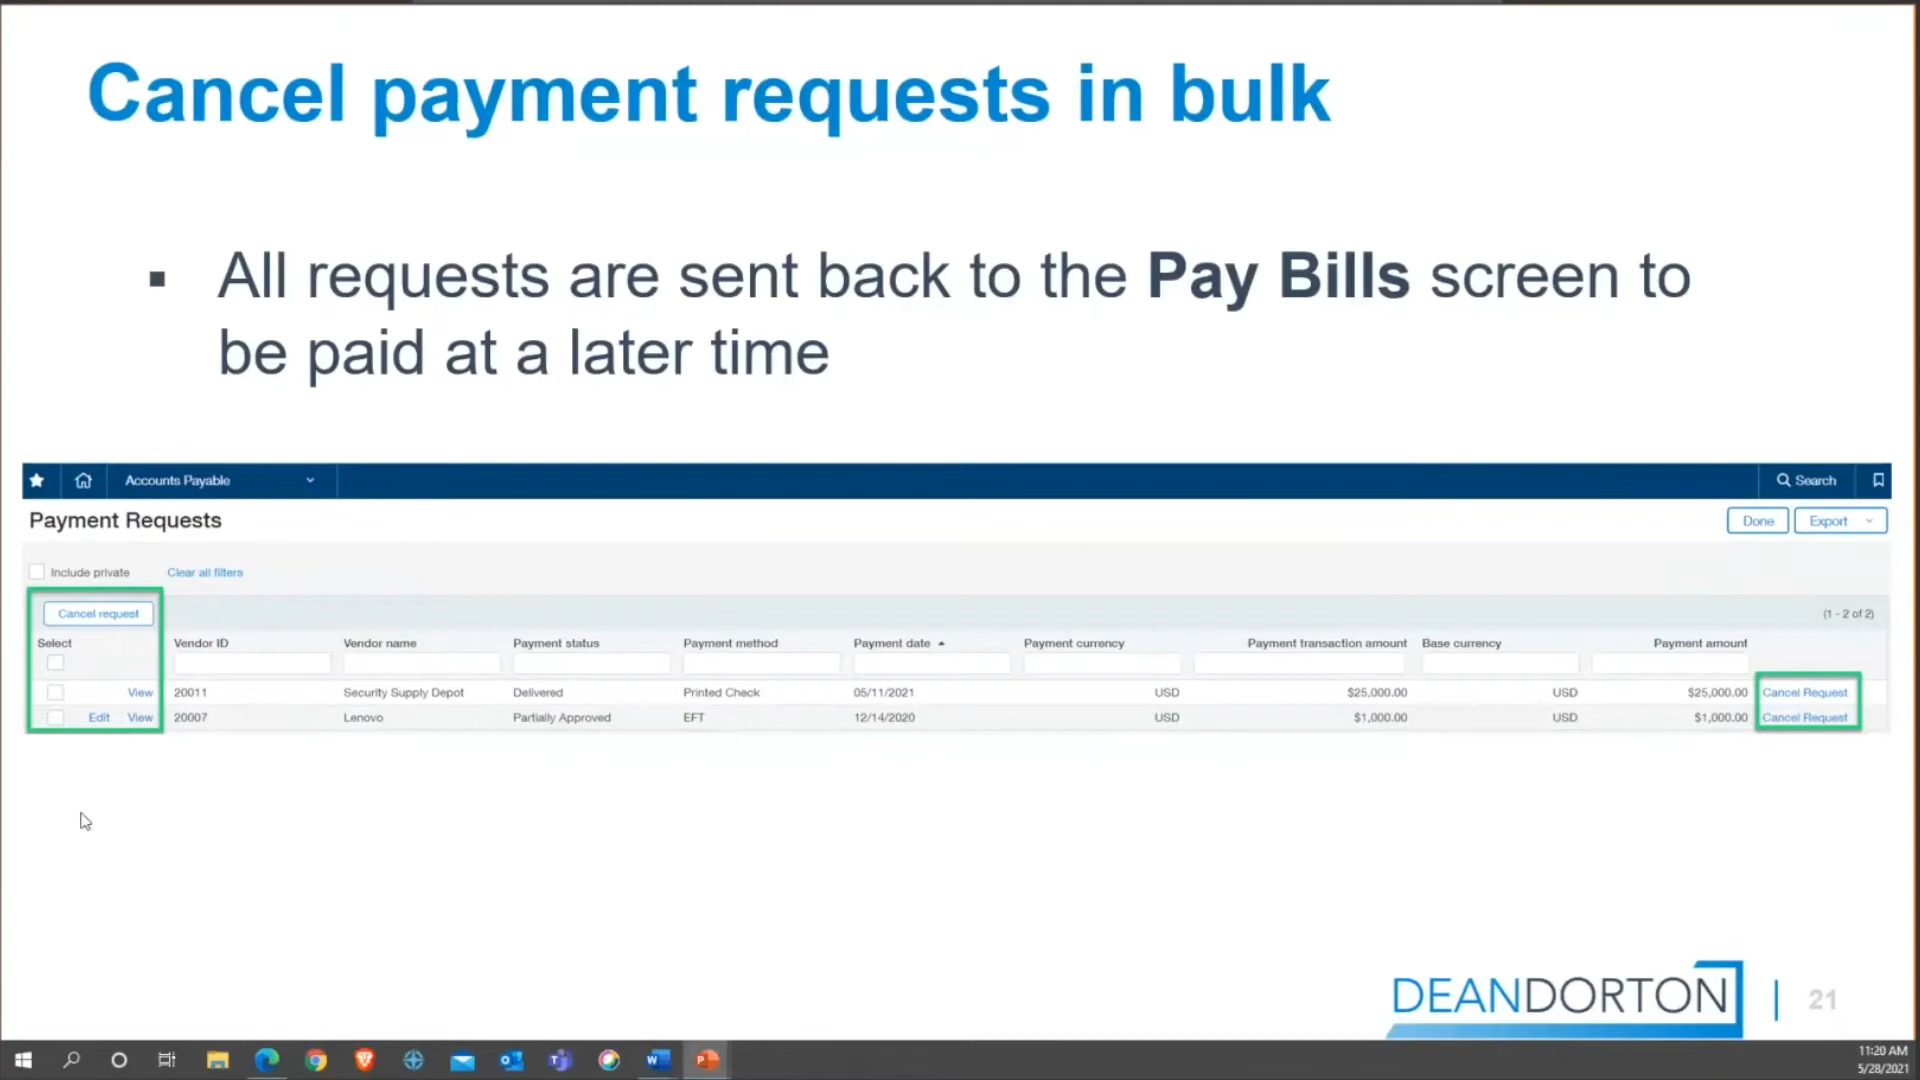 Cancel payment requests in bulk
▪ All requests are sent back to the Pay Bills screen to
be paid at a later time
Accounts Payable Search
Payment Requests Done Export
Include private Clear all filters
Cancel request (1 - 2 of 2)
Select Vendor ID Vendor name Payment status Payment method Payment date Payment currency Payment transaction amount Base currency Payment amount
View 20011 Security Supply Depot Delivered Printed Check 05/11/2021 USD $25,000.00 USD $25,000.00 Cancel Request
Edit View 20007 Lenovo Partially Approved EFT 12/14/2020 USD $1,000.00 USD $1,000.00 Cancel Request
DEANDORTON | 21
11:20 AM
5/28/2021